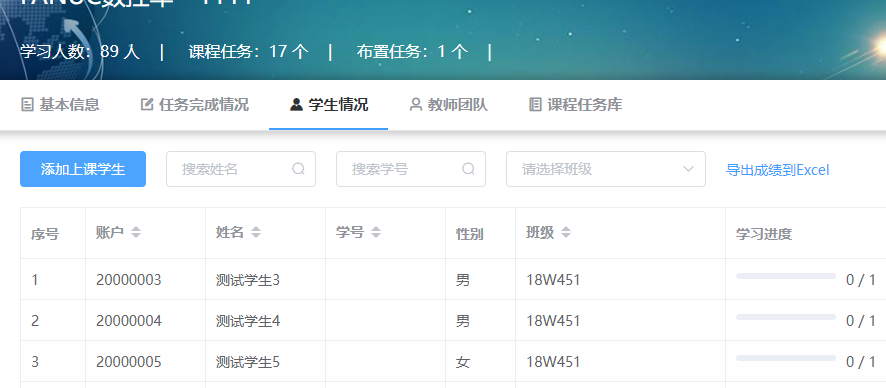 学习人数：89 人 | 课程任务：17 个 | 布置任务：1 个 |
基本信息 任务完成情况 学生情况 教师团队 课程任务库
添加上课学生 搜索姓名 搜索学号 请选择班级 导出成绩到Excel
序号 账户 姓名 学号 性别 班级 学习进度
1 20000003 测试学生3 男 18W451 0 / 1
2 20000004 测试学生4 男 18W451 0 / 1
3 20000005 测试学生5 女 18W451 0 / 1